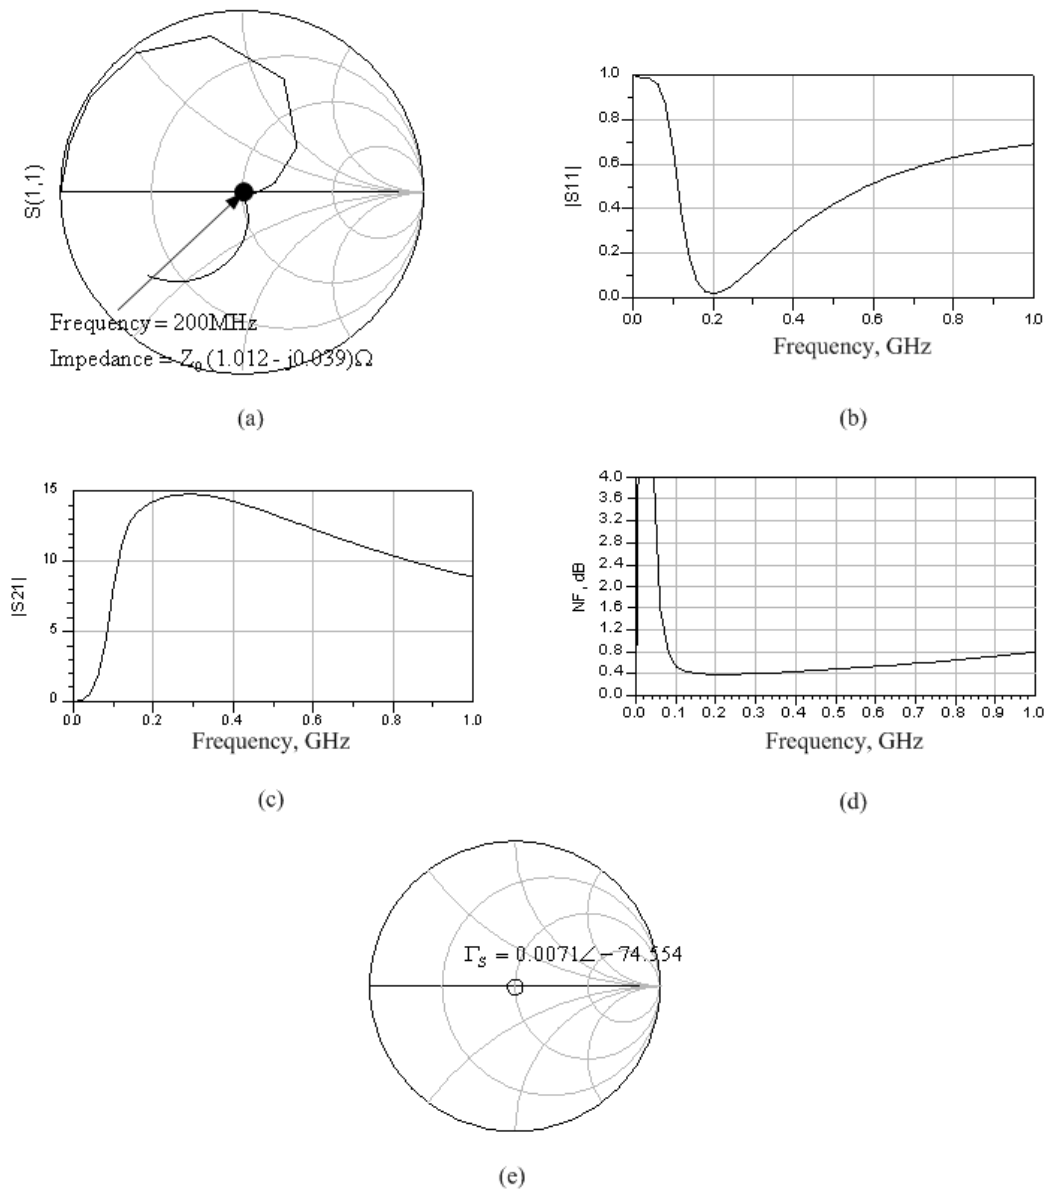 S(1,1)
Frequency = 200MHz
Impedance = Z0 (1.012 - j0.039)Ω
(a)
|S11|
1.0
0.8
0.6
0.4
0.2
0.0
0.0 0.2 0.4 0.6 0.8 1.0
Frequency, GHz
(b)
|S21|
15
10
5
0
0.0 0.2 0.4 0.6 0.8 1.0
Frequency, GHz
(c)
NF, dB
4.0
3.6
3.2
2.8
2.4
2.0
1.6
1.2
0.8
0.4
0.0
0.0 0.1 0.2 0.3 0.4 0.5 0.6 0.7 0.8 0.9 1.0
Frequency, GHz
(d)
ΓS = 0.0071∠−74.554
(e)